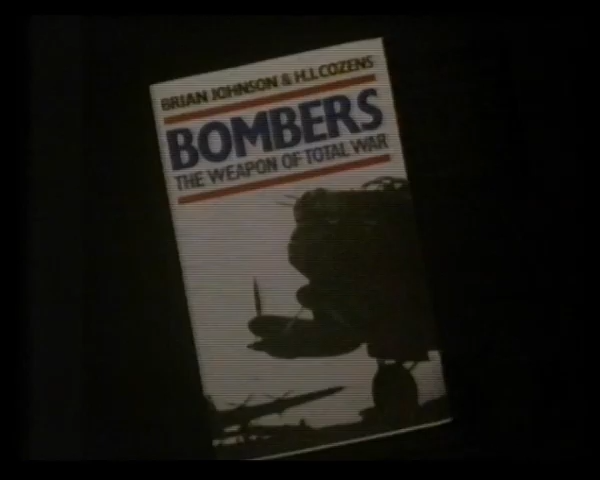 BRIAN JOHNSON & H.I. COZENS
BOMBERS
THE WEAPON OF TOTAL WAR